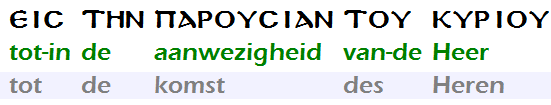 ΕΙΣ ΤΗΝ ΠΑΡΟΥΣΙΑΝ ΤΟΥ ΚΥΡΙΟΥ
tot-in de aanwezigheid van-de Heer
tot de komst des Heren